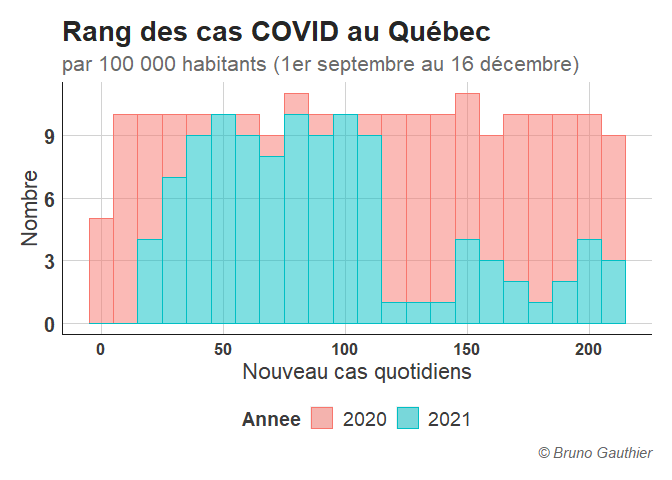 Rang des cas COVID au Québec
par 100 000 habitants (1er septembre au 16 décembre)
Nombre
9
6
3
0
0 50 100 150 200
Nouveau cas quotidiens
Annee 2020 2021
© Bruno Gauthier